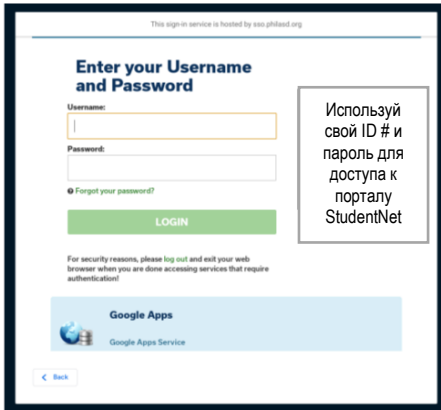 This sign-in service is hosted by sso.philasd.org
Enter your Username
and Password
Username:
Password:
Forgot your password?
LOGIN
For security reasons, please log out and exit your web
browser when you are done accessing services that require
authentication!
Google Apps
Google Apps Service
Back
Используй
свой ID # и
пароль для
доступа к
порталу
StudentNet